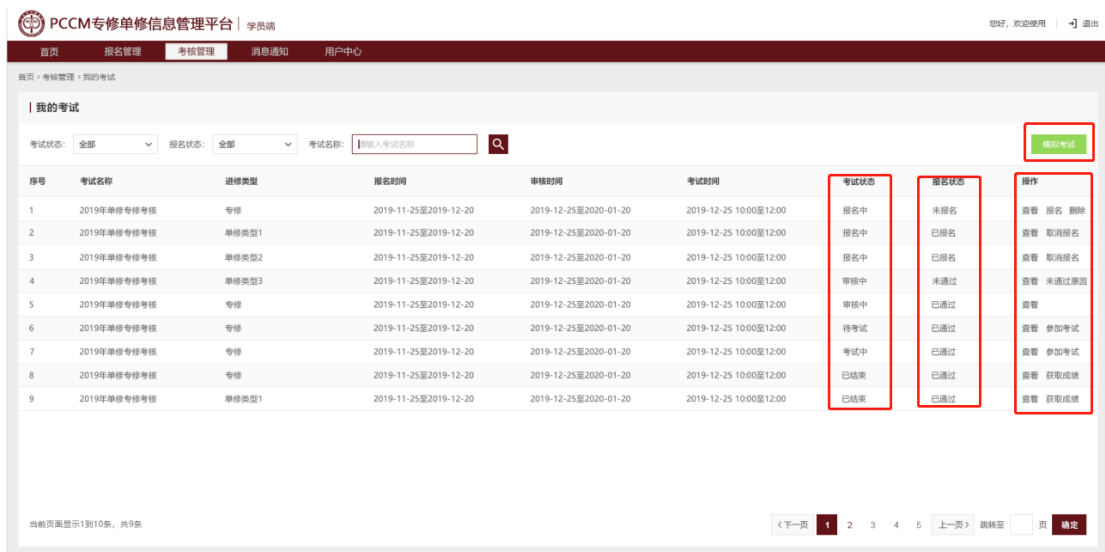 PCCM专修单修信息管理平台 | 学员端 您好，欢迎使用 退出
首页 报名管理 考核管理 消息通知 用户中心
首页 › 考核管理 › 我的考试
我的考试
考试状态: 全部 报名状态: 全部 考试名称: 请输入考试名称 模拟考试
序号 考试名称 进修类型 报名时间 审核时间 考试时间 考试状态 报名状态 操作
1 2019年单修专修考核 专修 2019-11-25至2019-12-20 2019-12-25至2020-01-20 2019-12-25 10:00至12:00 报名中 未报名 查看 报名 删除
2 2019年单修专修考核 单修类型1 2019-11-25至2019-12-20 2019-12-25至2020-01-20 2019-12-25 10:00至12:00 报名中 已报名 查看 取消报名
3 2019年单修专修考核 单修类型2 2019-11-25至2019-12-20 2019-12-25至2020-01-20 2019-12-25 10:00至12:00 报名中 已报名 查看 取消报名
4 2019年单修专修考核 单修类型3 2019-11-25至2019-12-20 2019-12-25至2020-01-20 2019-12-25 10:00至12:00 审核中 未通过 查看 未通过原因
5 2019年单修专修考核 专修 2019-11-25至2019-12-20 2019-12-25至2020-01-20 2019-12-25 10:00至12:00 审核中 已通过 查看
6 2019年单修专修考核 专修 2019-11-25至2019-12-20 2019-12-25至2020-01-20 2019-12-25 10:00至12:00 待考试 已通过 查看 参加考试
7 2019年单修专修考核 专修 2019-11-25至2019-12-20 2019-12-25至2020-01-20 2019-12-25 10:00至12:00 考试中 已通过 查看 参加考试
8 2019年单修专修考核 专修 2019-11-25至2019-12-20 2019-12-25至2020-01-20 2019-12-25 10:00至12:00 已结束 已通过 查看 获取成绩
9 2019年单修专修考核 单修类型1 2019-11-25至2019-12-20 2019-12-25至2020-01-20 2019-12-25 10:00至12:00 已结束 已通过 查看 获取成绩
当前页面显示1到10条，共9条 ‹ 下一页 1 2 3 4 5 上一页 › 跳转至 页 确定